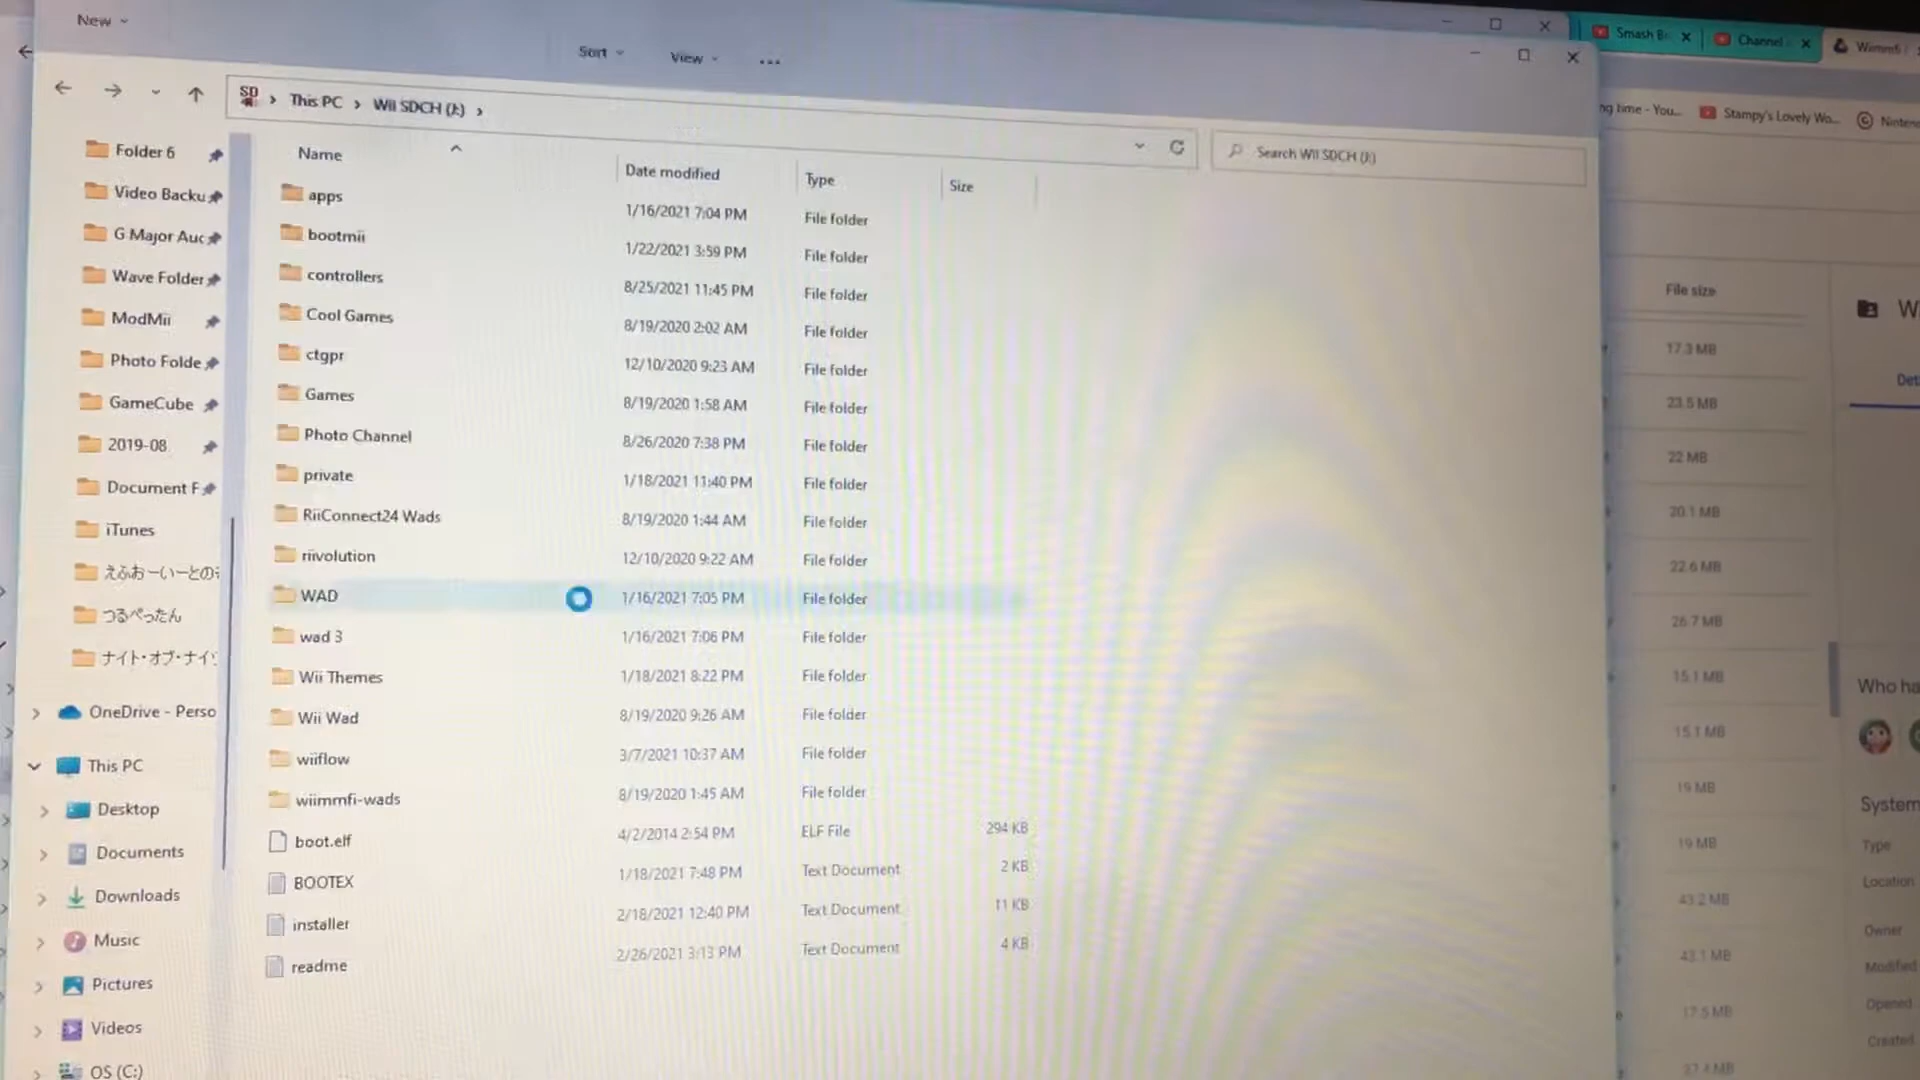 New
Smash B
Channel
Wiimmfi
Sort
View
...
This PC > Wii SDCH (J:) >
Search Wii SDCH (J:)
ng time - You...
Stampy's Lovely Wo...
Ninten
Name
Date modified
Type
Size
Folder 6
Video Backu
G Major Auc
Wave Folder
ModMii
Photo Folde
GameCube
2019-08
Document F
iTunes
えふおーいーとの
つるぺったん
ナイト・オブ・ナイ
OneDrive - Perso
This PC
Desktop
Documents
Downloads
Music
Pictures
Videos
OS (C:)
apps 1/16/2021 7:04 PM File folder
bootmii 1/22/2021 3:59 PM File folder
controllers 8/25/2021 11:45 PM File folder
Cool Games 8/19/2020 2:02 AM File folder
ctgpr 12/10/2020 9:23 AM File folder
Games 8/19/2020 1:58 AM File folder
Photo Channel 8/26/2020 7:38 PM File folder
private 1/18/2021 11:40 PM File folder
RiiConnect24 Wads 8/19/2020 1:44 AM File folder
riivolution 12/10/2020 9:22 AM File folder
WAD 1/16/2021 7:05 PM File folder
wad 3 1/16/2021 7:06 PM File folder
Wii Themes 1/18/2021 8:22 PM File folder
Wii Wad 8/19/2020 9:26 AM File folder
wiiflow 3/7/2021 10:37 AM File folder
wiimmfi-wads 8/19/2020 1:45 AM File folder
boot.elf 4/2/2014 2:54 PM ELF File 294 KB
BOOTEX 1/18/2021 7:48 PM Text Document 2 KB
installer 2/18/2021 12:40 PM Text Document 11 KB
readme 2/26/2021 3:13 PM Text Document 4 KB
File size
17.3 MB
23.5 MB
22 MB
20.1 MB
22.6 MB
26.7 MB
15.1 MB
15.1 MB
19 MB
19 MB
43.2 MB
43.1 MB
17.5 MB
27.4 MB
W
Det
Who ha
System
Type
Location
Owner
Modified
Opened
Created